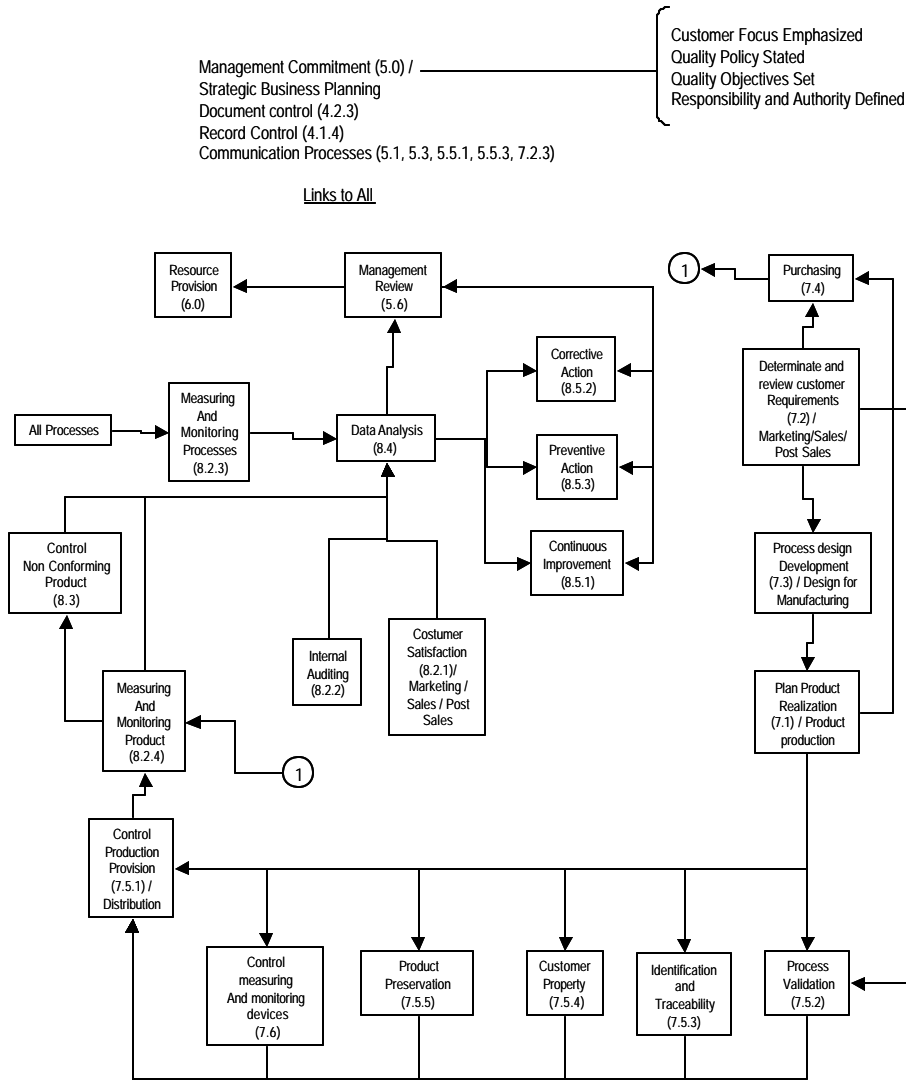 Customer Focus Emphasized
Quality Policy Stated
Quality Objectives Set
Responsibility and Authority Defined
Management Commitment (5.0) /
Strategic Business Planning
Document control (4.2.3)
Record Control (4.1.4)
Communication Processes (5.1, 5.3, 5.5.1, 5.5.3, 7.2.3)
Links to All
Resource
Provision
(6.0)
Management
Review
(5.6)
1
Purchasing
(7.4)
Corrective
Action
(8.5.2)
Determinate and
review customer
Requirements
(7.2) /
Marketing/Sales/
Post Sales
All Processes
Measuring
And
Monitoring
Processes
(8.2.3)
Data Analysis
(8.4)
Preventive
Action
(8.5.3)
Control
Non Conforming
Product
(8.3)
Continuous
Improvement
(8.5.1)
Process design
Development
(7.3) / Design for
Manufacturing
Internal
Auditing
(8.2.2)
Costumer
Satisfaction
(8.2.1)/
Marketing /
Sales / Post
Sales
Measuring
And
Monitoring
Product
(8.2.4)
Plan Product
Realization
(7.1) / Product
production
1
Control
Production
Provision
(7.5.1) /
Distribution
Control
measuring
And monitoring
devices
(7.6)
Product
Preservation
(7.5.5)
Customer
Property
(7.5.4)
Identification
and
Traceability
(7.5.3)
Process
Validation
(7.5.2)